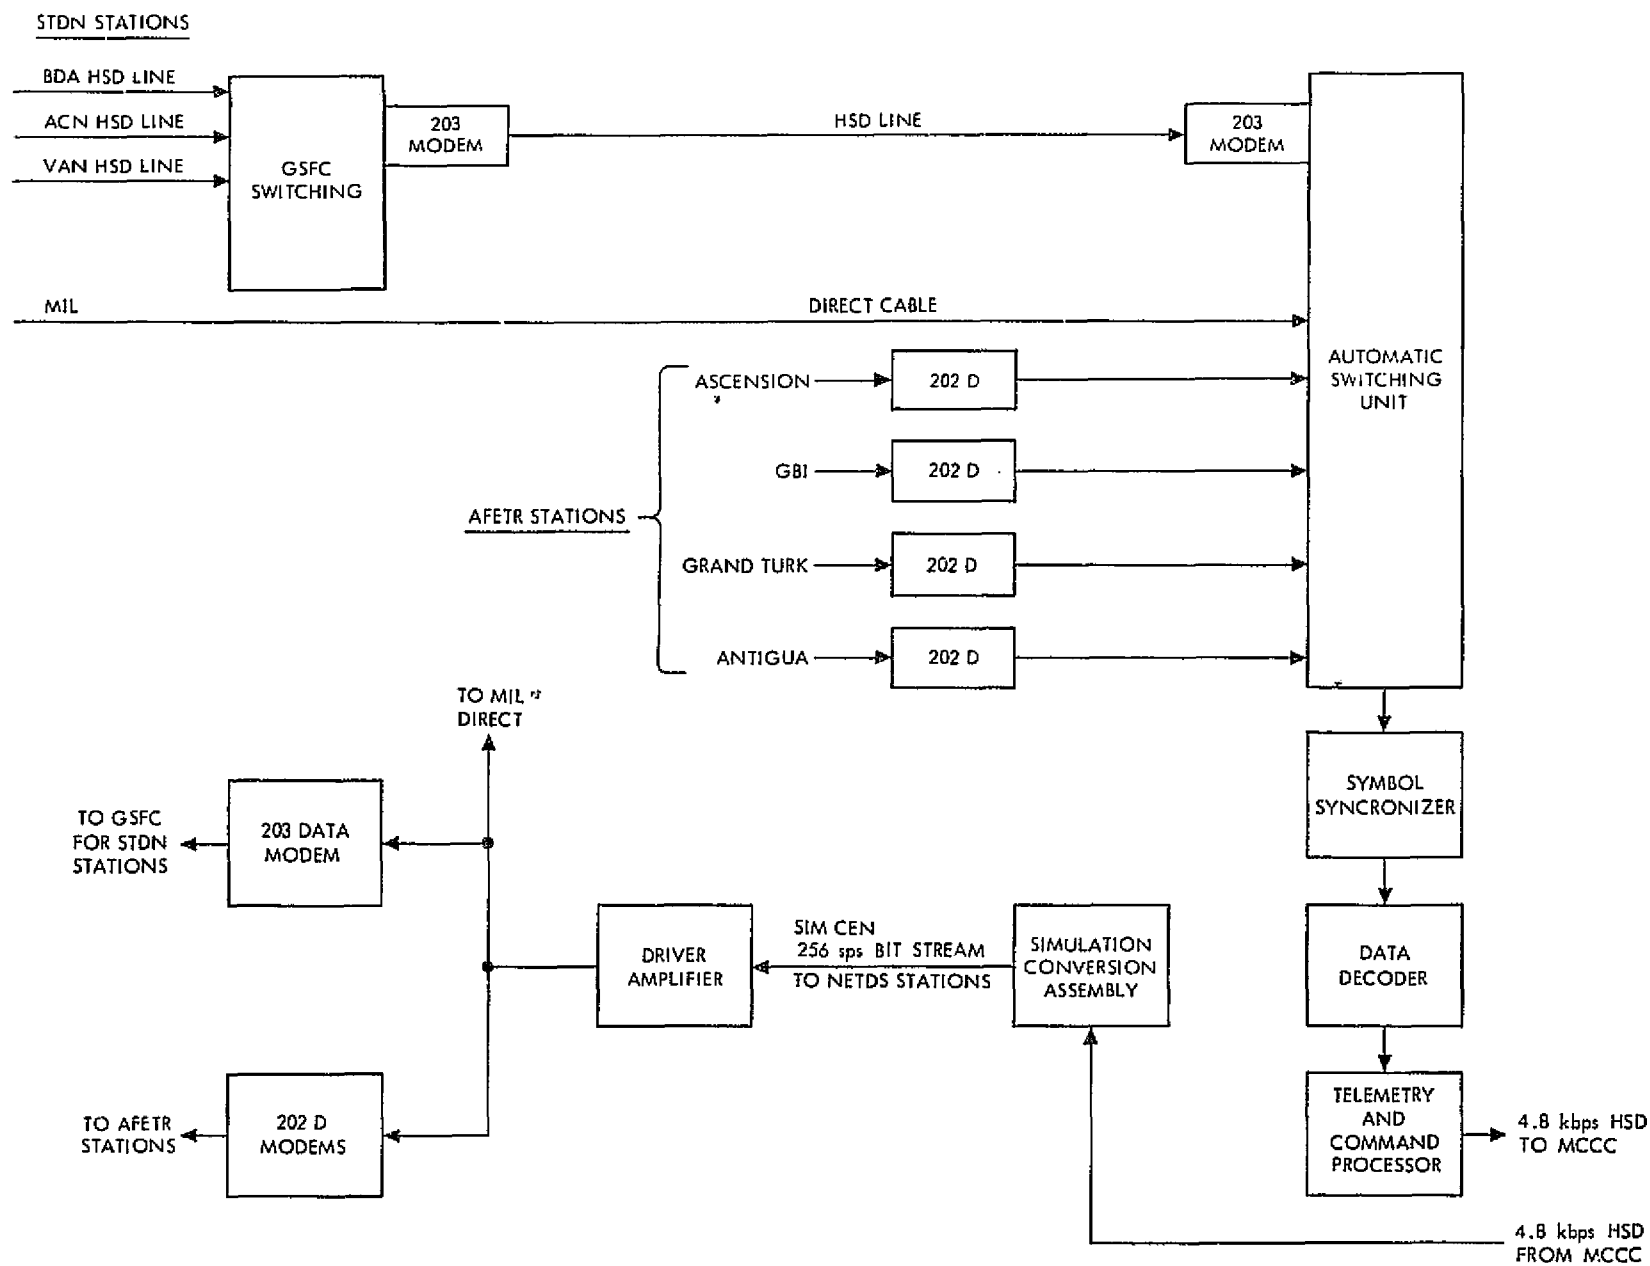 STDN STATIONS
BDA HSD LINE
ACN HSD LINE
VAN HSD LINE
GSFC
SWITCHING
203
MODEM
HSD LINE
203
MODEM
MIL
DIRECT CABLE
AUTOMATIC
SWITCHING
UNIT
AFETR STATIONS
ASCENSION
202 D
GBI
202 D
GRAND TURK
202 D
ANTIGUA
202 D
TO MIL
DIRECT
TO GSFC
FOR STDN
STATIONS
203 DATA
MODEM
SYMBOL
SYNCRONIZER
DRIVER
AMPLIFIER
SIM CEN
256 sps BIT STREAM
TO NETDS STATIONS
SIMULATION
CONVERSION
ASSEMBLY
DATA
DECODER
TO AFETR
STATIONS
202 D
MODEMS
TELEMETRY
AND
COMMAND
PROCESSOR
4.8 kbps HSD
TO MCCC
4.8 kbps HSD
FROM MCCC